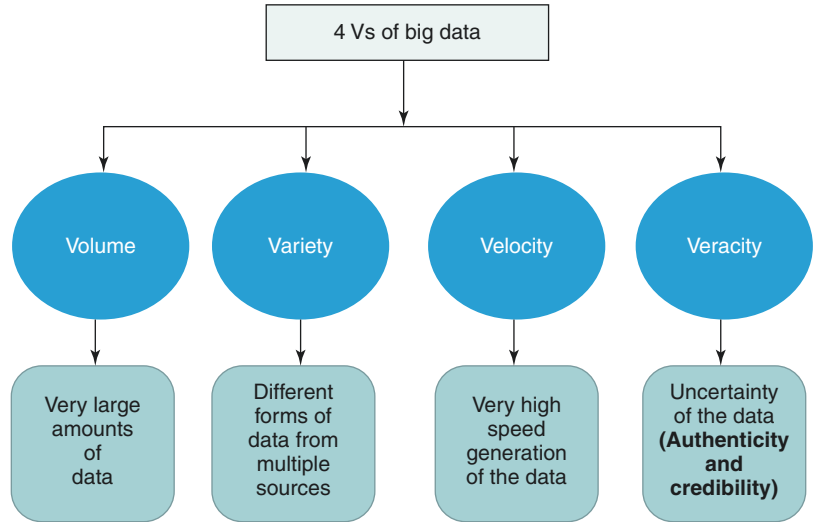 4 Vs of big data
Volume
Variety
Velocity
Veracity
Very large
amounts
of
data
Different
forms of
data from
multiple
sources
Very high
speed
generation
of the data
Uncertainty
of the data
(Authenticity
and
credibility)